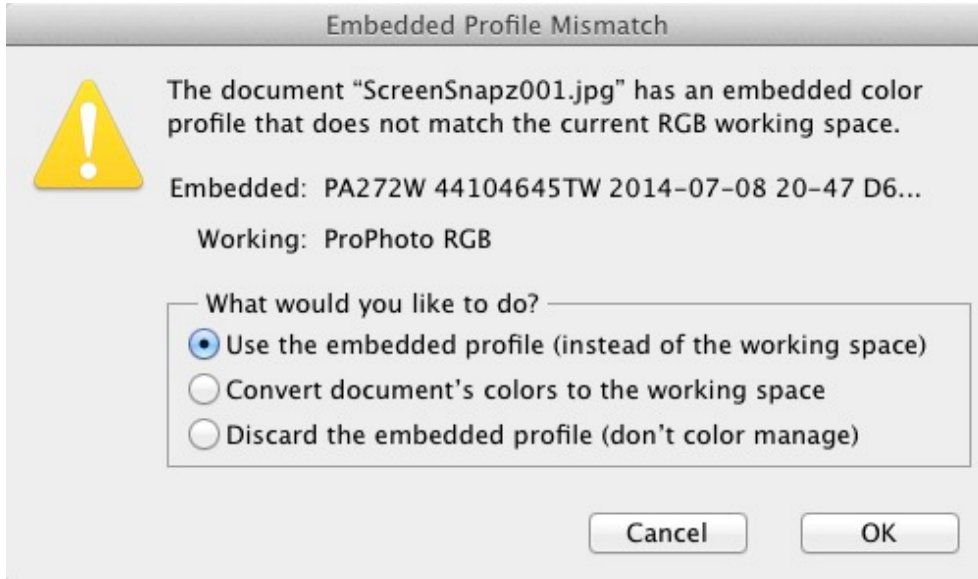 Embedded Profile Mismatch
The document “ScreenSnapz001.jpg” has an embedded color
profile that does not match the current RGB working space.
Embedded: PA272W 44104645TW 2014-07-08 20-47 D6...
Working: ProPhoto RGB
What would you like to do?
Use the embedded profile (instead of the working space)
Convert document’s colors to the working space
Discard the embedded profile (don’t color manage)
Cancel OK